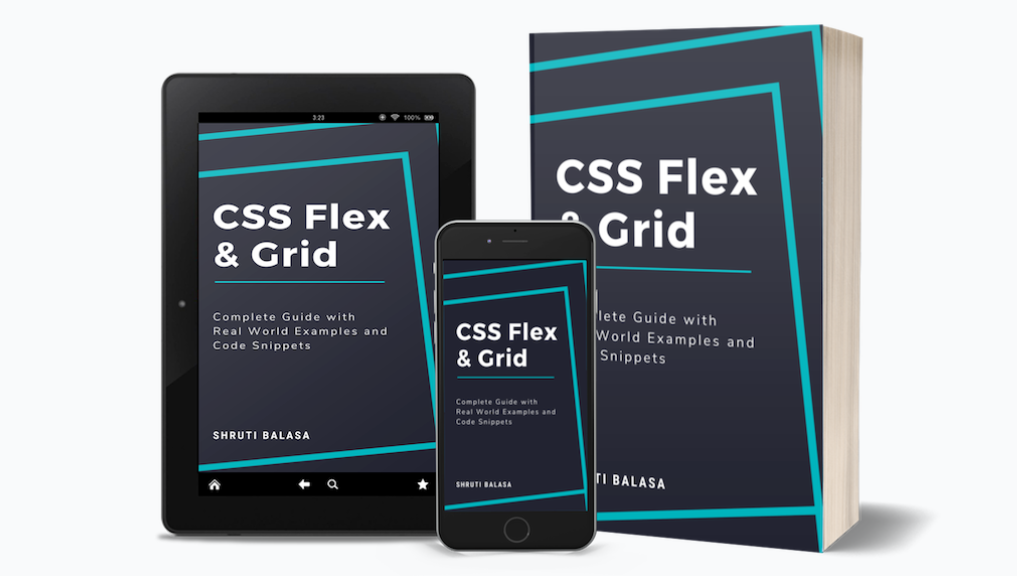 3:23
100%
CSS Flex
& Grid
Complete Guide with
Real World Examples and
Code Snippets
SHRUTI BALASA
CSS Flex
& Grid
Complete Guide with
Real World Examples and
Code Snippets
SHRUTI BALASA
CSS Flex
& Grid
lete Guide with
World Examples and
Snippets
TI BALASA